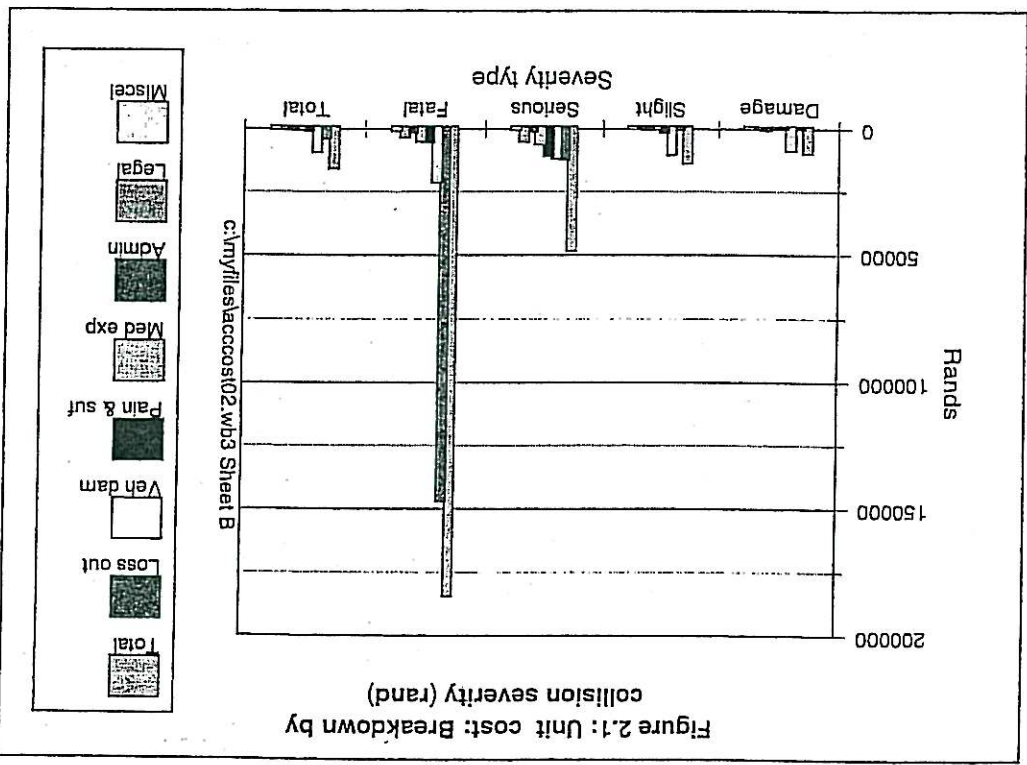 Figure 2.1: Unit cost: Breakdown by
collision severity (rand)
Rands
200000
150000
100000
50000
0
Damage
Slight
Serious
Fatal
Total
Severity type
c:\myfiles\acccost02.wb3 Sheet B
Total
Loss out
Veh dam
Pain & suf
Med exp
Admin
Legal
Miscel